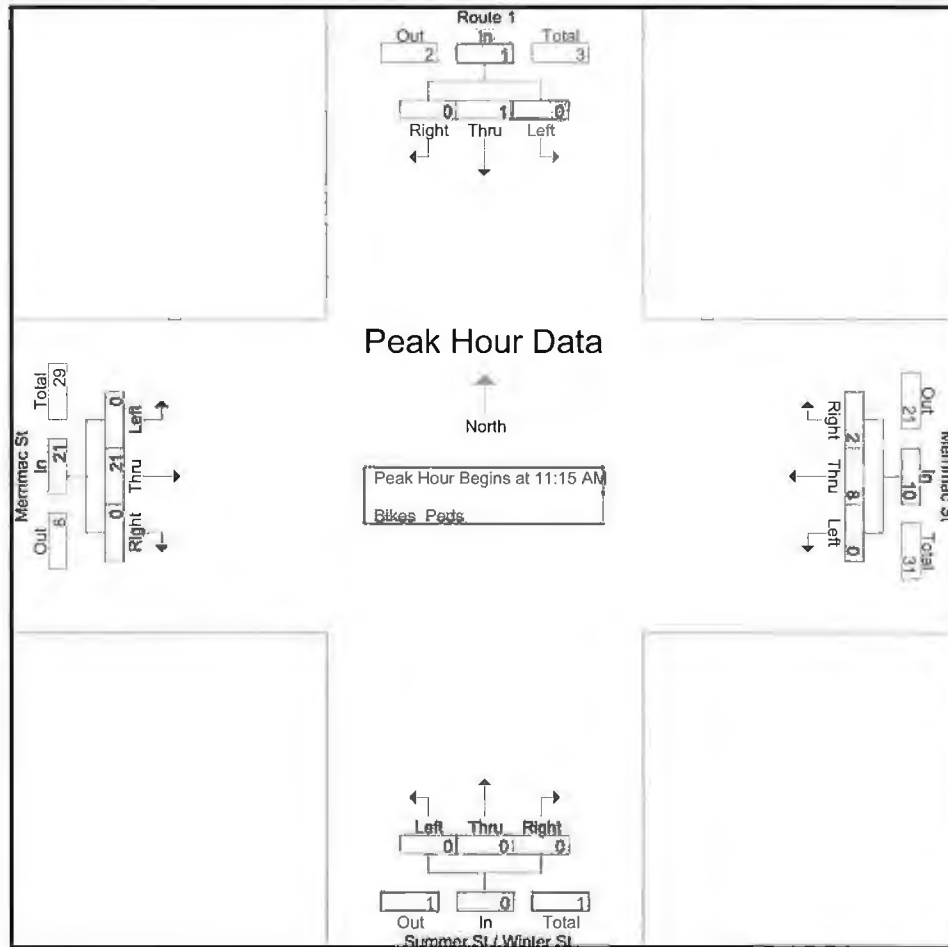 Route 1
Out In Total
2 1 3
0 1 0
Right Thru Left
Peak Hour Data
North
Peak Hour Begins at 11:15 AM
Bikes Peds
Merrimac St
Total In Out
29 21 8
0 21 0
Left Thru Right
Right Thru Left
2 8 0
Out In Total
21 10 31
Merrimac St
Left Thru Right
0 0 0
1 0 1
Out In Total
Summer St / Winter St